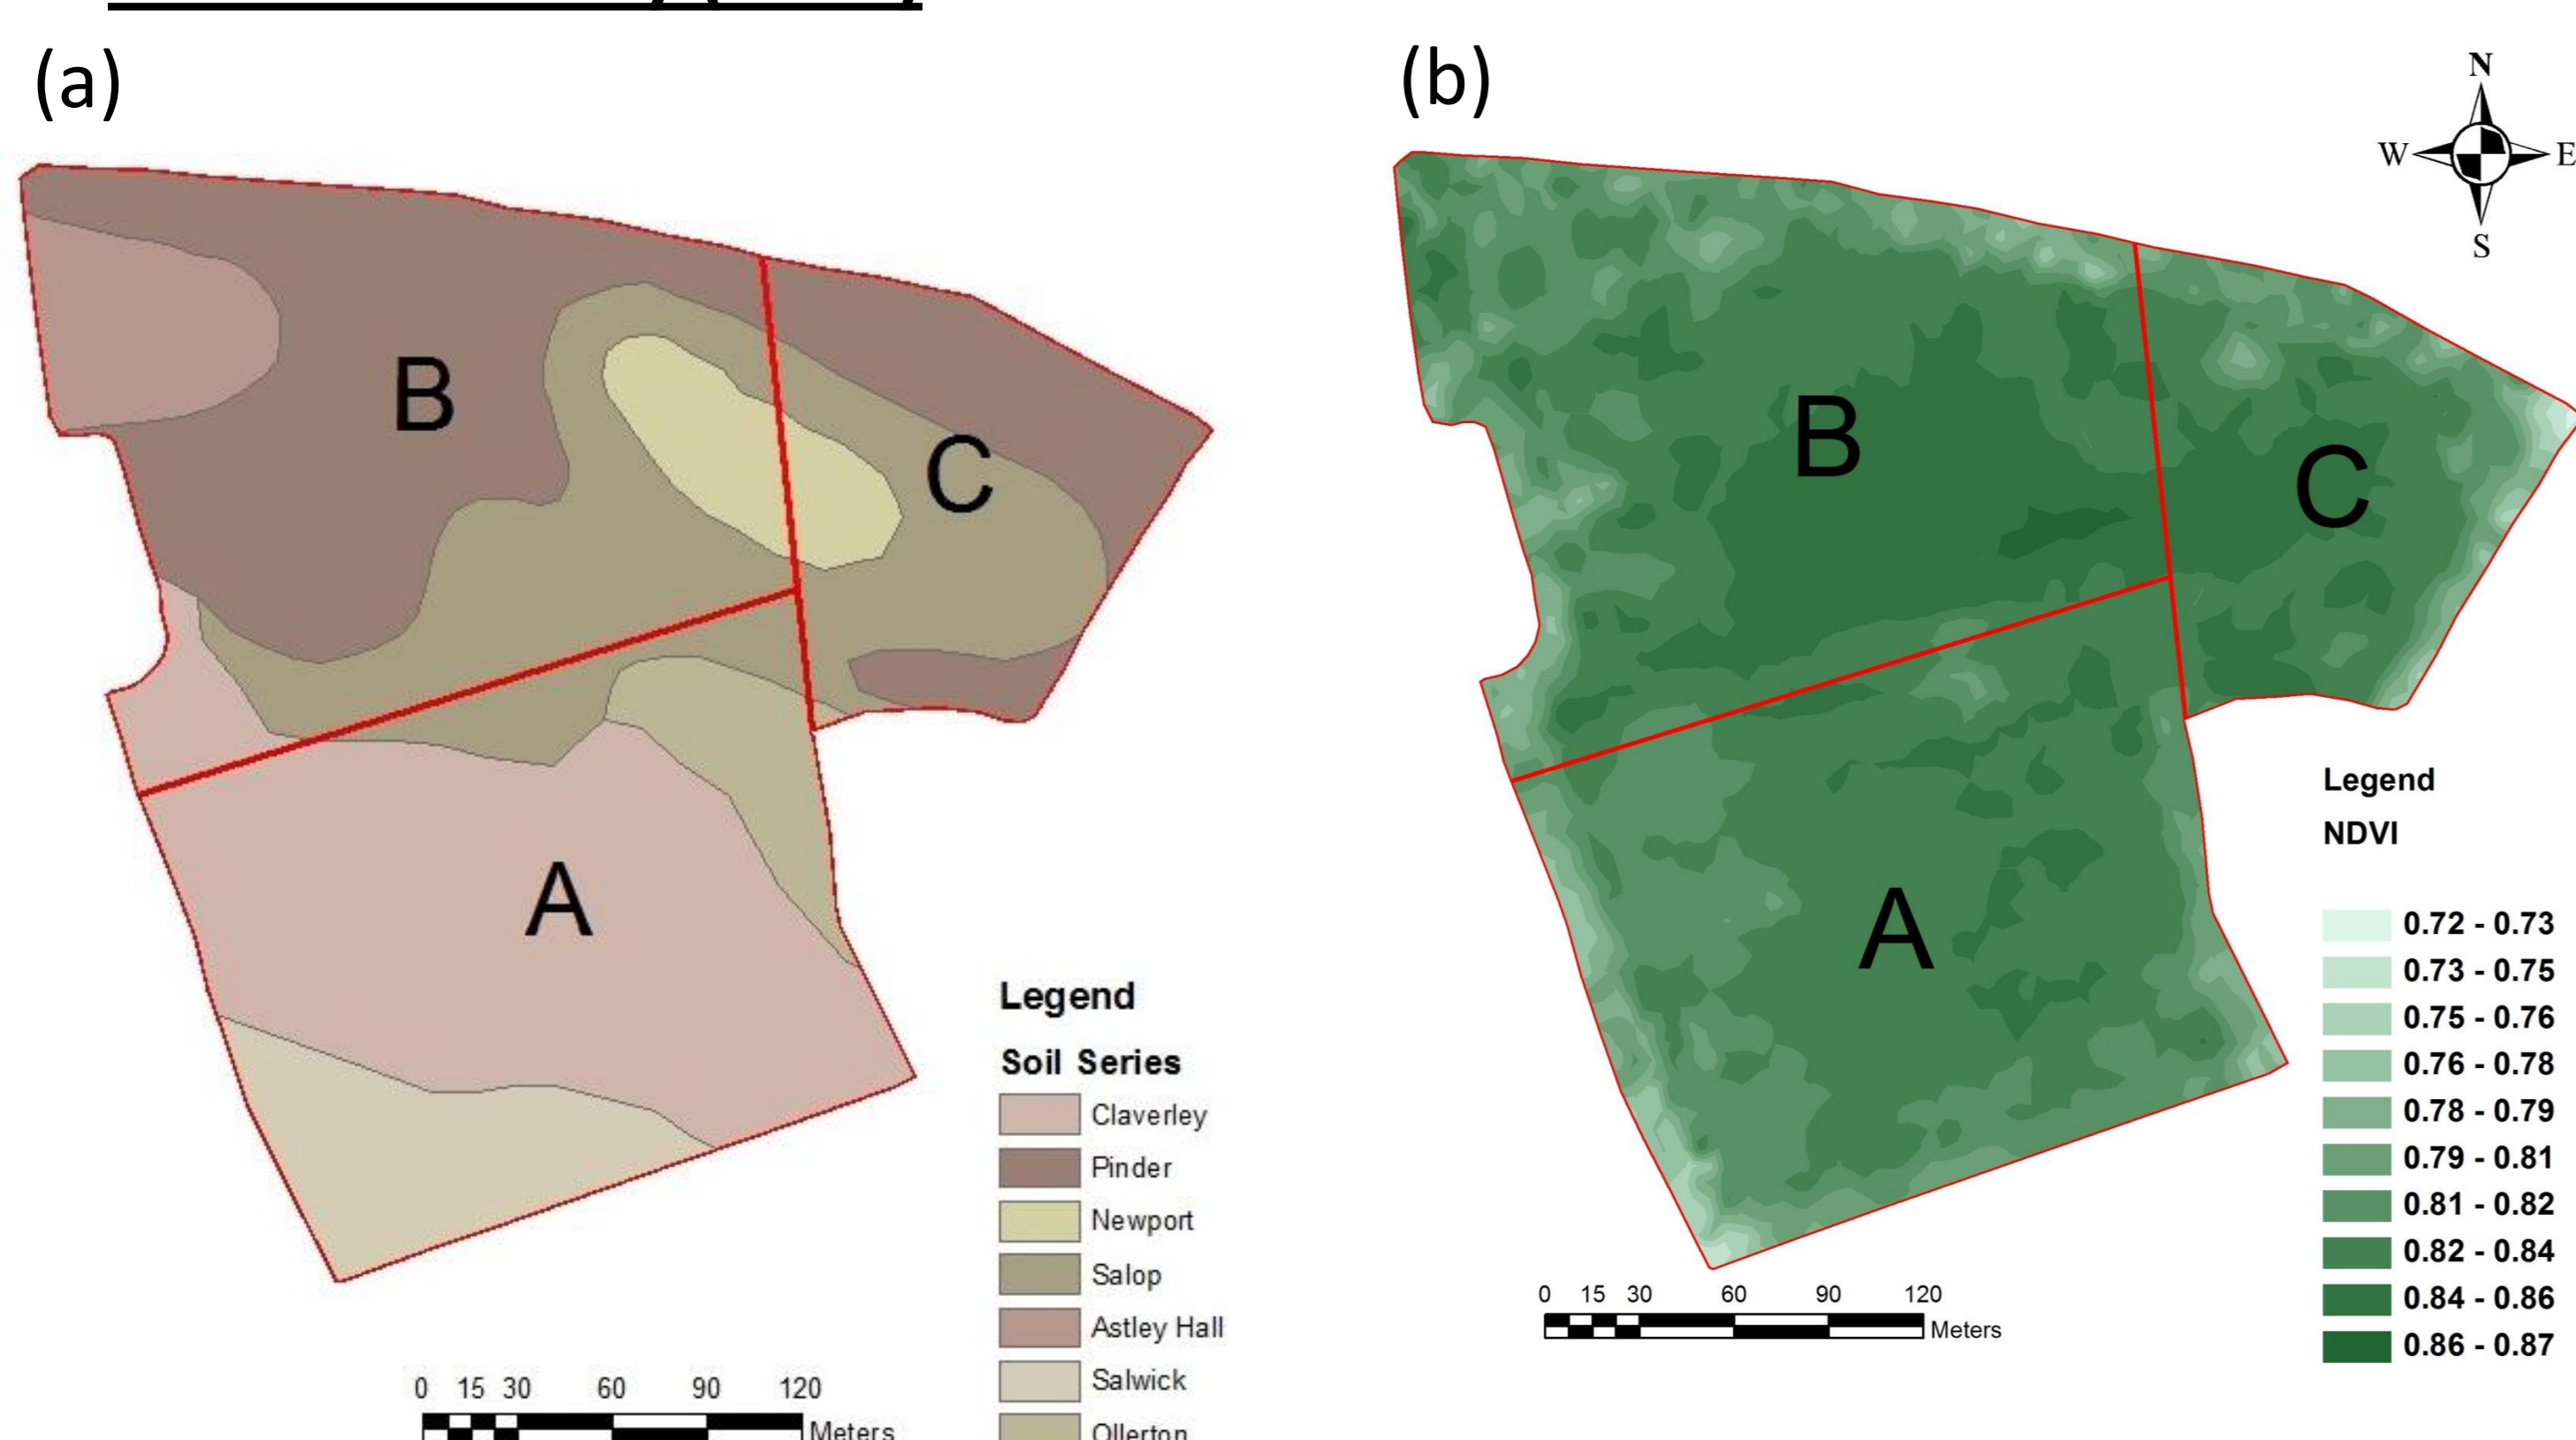 (a)
B
C
A
Legend
Soil Series
Claverley
Pinder
Newport
Salop
Astley Hall
Salwick
Ollerton
0 15 30 60 90 120
Meters
(b)
N
W E
S
B
C
A
Legend
NDVI
0.72 - 0.73
0.73 - 0.75
0.75 - 0.76
0.76 - 0.78
0.78 - 0.79
0.79 - 0.81
0.81 - 0.82
0.82 - 0.84
0.84 - 0.86
0.86 - 0.87
0 15 30 60 90 120
Meters